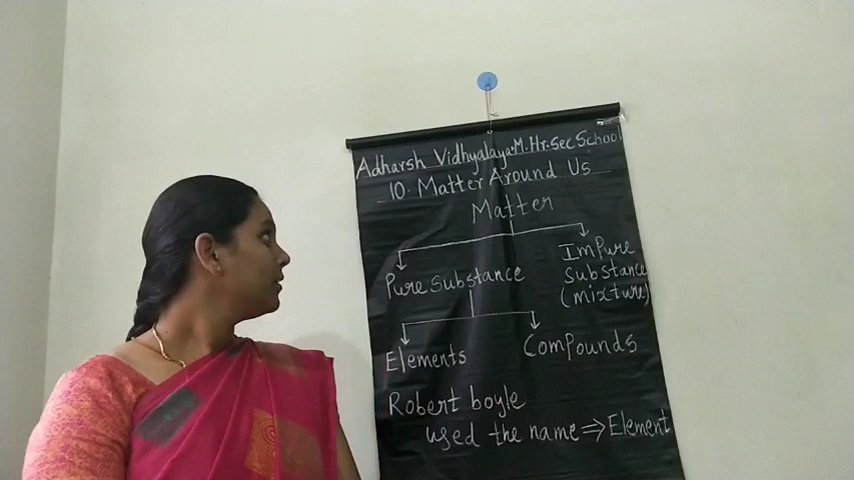 Adharsh Vidhyalaya.M.Hr.Sec School
10. Matter Around Us
Matter
Pure Substance
Impure
Substance
(mixture)
Elements
Compounds
Robert boyle
used the name ⇒ Element